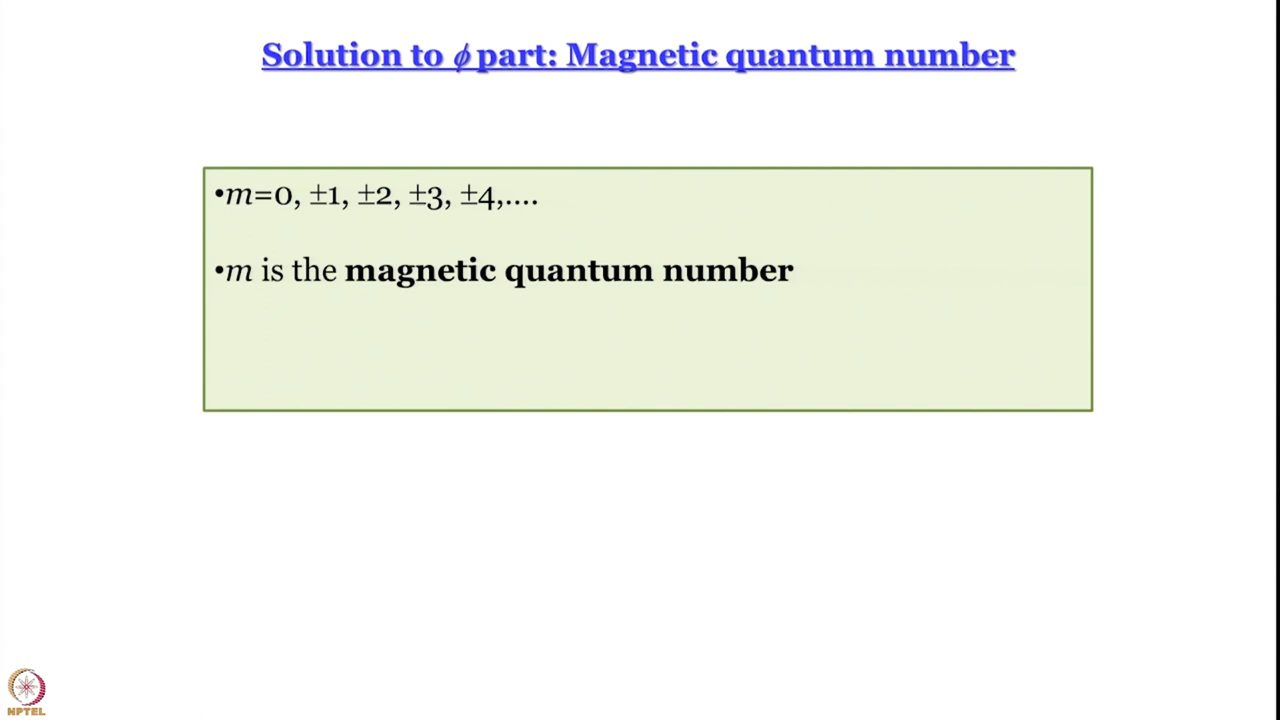 Solution to ϕ part: Magnetic quantum number
•m=0, ±1, ±2, ±3, ±4,....
•m is the magnetic quantum number
NPTEL